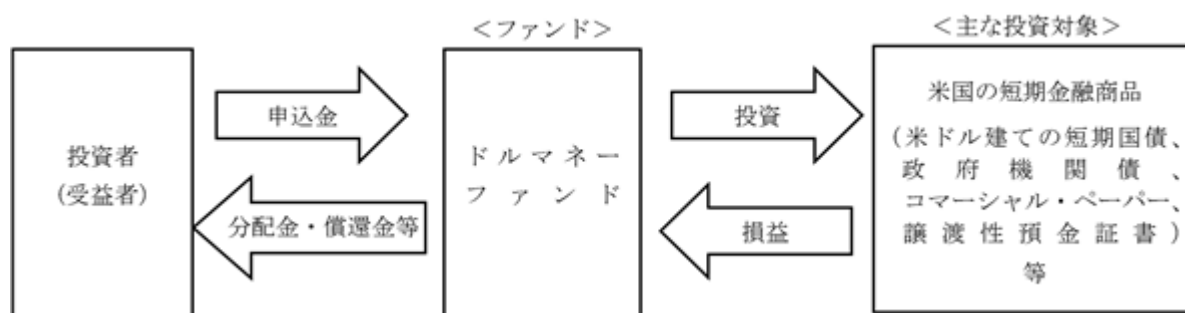 <ファンド>
<主な投資対象>
投資者
(受益者)
申込金
分配金・償還金等
ドルマネー
ファンド
投資
損益
米国の短期金融商品
(米ドル建ての短期国債、
政府機関債、
コマーシャル・ペーパー、
譲渡性預金証書)
等